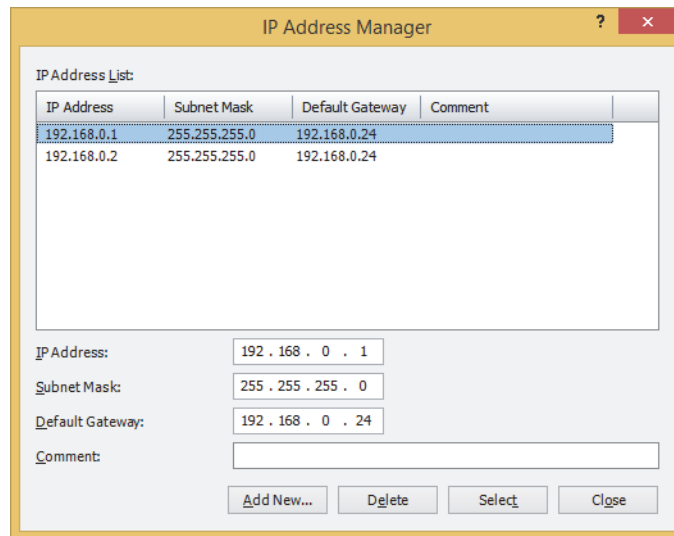 IP Address Manager
?
×
IP Address List:
IP Address Subnet Mask Default Gateway Comment
192.168.0.1 255.255.255.0 192.168.0.24
192.168.0.2 255.255.255.0 192.168.0.24
IP Address: 192 . 168 . 0 . 1
Subnet Mask: 255 . 255 . 255 . 0
Default Gateway: 192 . 168 . 0 . 24
Comment:
Add New... Delete Select Close